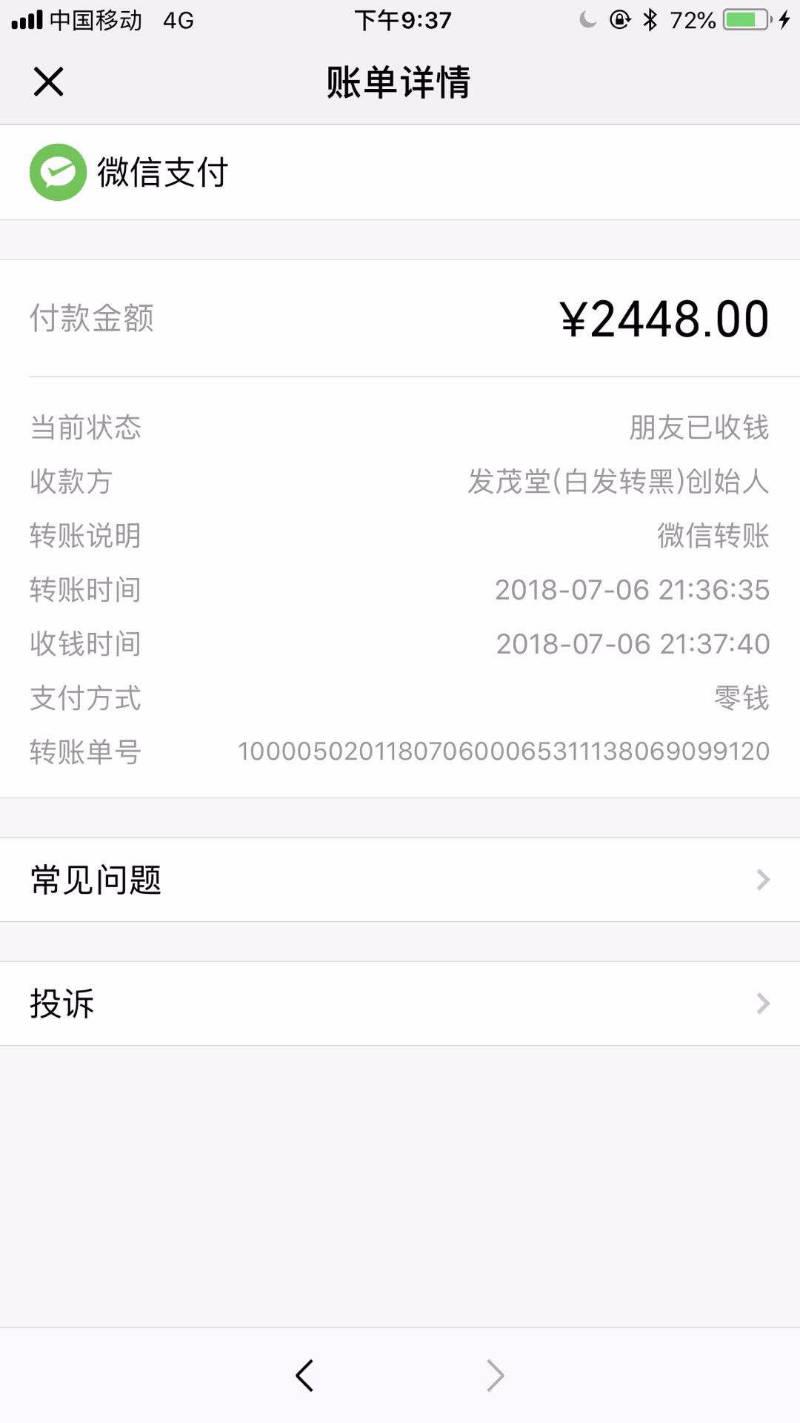 中国移动 4G 下午9:37 72%
账单详情
微信支付
付款金额 ¥2448.00
当前状态 朋友已收钱
收款方 发茂堂(白发转黑)创始人
转账说明 微信转账
转账时间 2018-07-06 21:36:35
收钱时间 2018-07-06 21:37:40
支付方式 零钱
转账单号 100005020118070600065311138069099120
常见问题
投诉